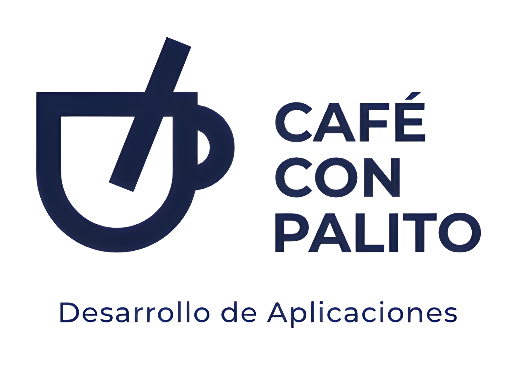 CAFÉ
CON
PALITO
Desarrollo de Aplicaciones